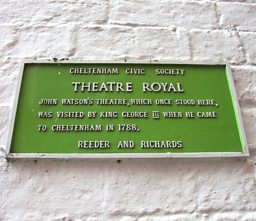 CHELTENHAM CIVIC SOCIETY
THEATRE ROYAL
JOHN WATSON'S THEATRE, WHICH ONCE STOOD HERE,
WAS VISITED BY KING GEORGE III WHEN HE CAME
TO CHELTENHAM IN 1788.
REEDER AND RICHARDS